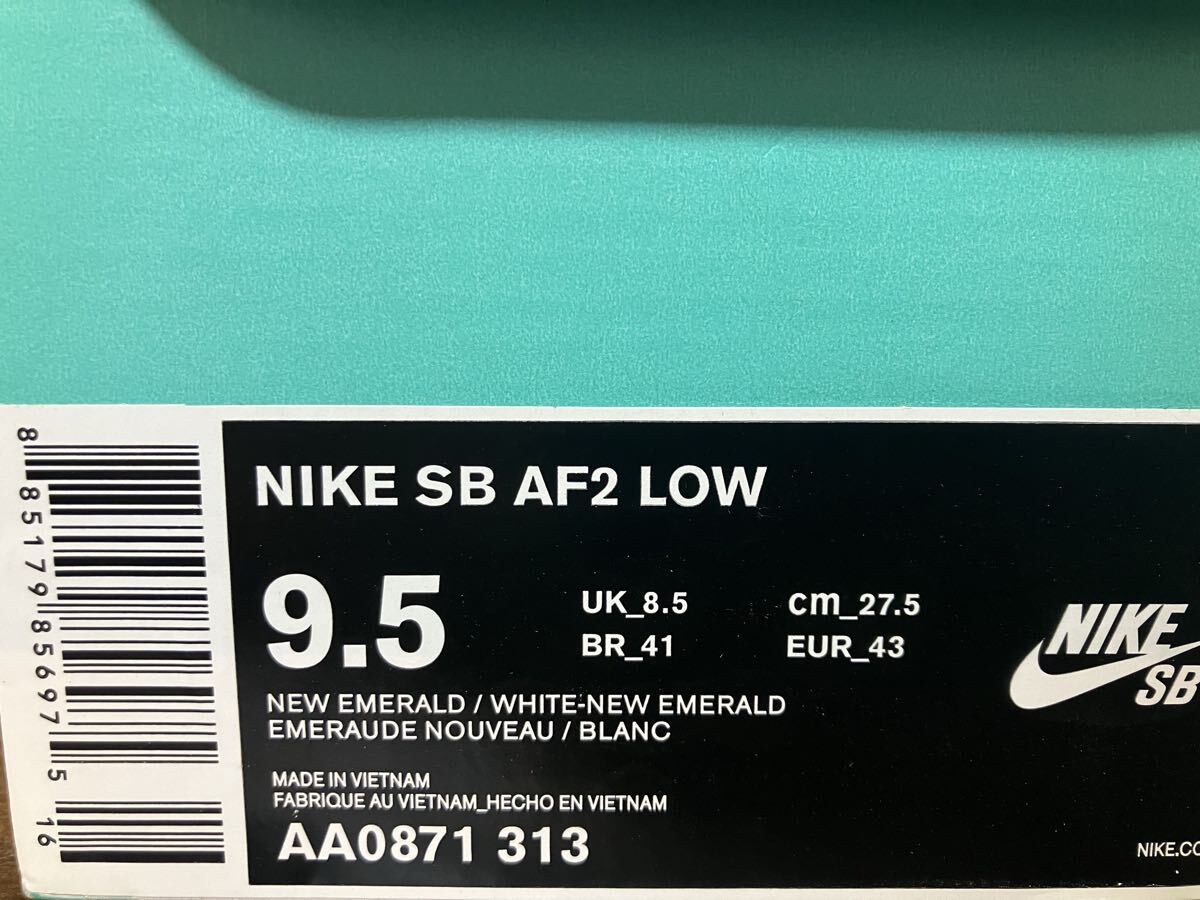 NIKE SB AF2 LOW
9.5
UK_8.5
cm_27.5
BR_41
EUR_43
NIKE
SB
NEW EMERALD / WHITE-NEW EMERALD
EMERAUDE NOUVEAU / BLANC
MADE IN VIETNAM
FABRIQUE AU VIETNAM_HECHO EN VIETNAM
AA0871 313
NIKE.CO
8 85179 85697 5 16